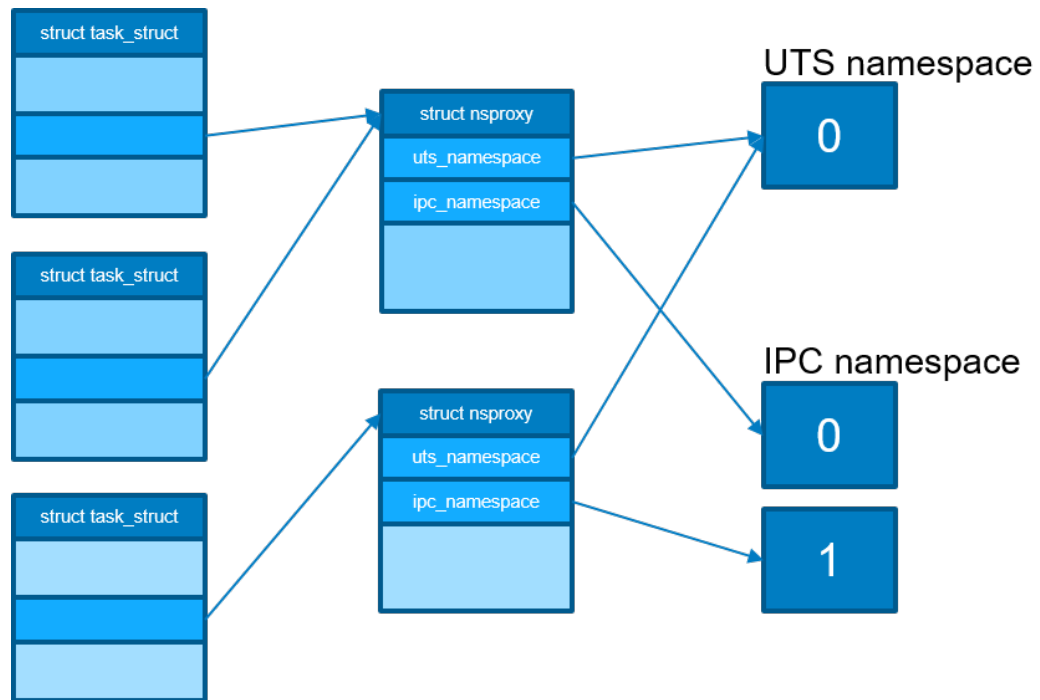 struct task_struct
struct task_struct
struct task_struct
struct nsproxy
uts_namespace
ipc_namespace
struct nsproxy
uts_namespace
ipc_namespace
UTS namespace
0
IPC namespace
0
1